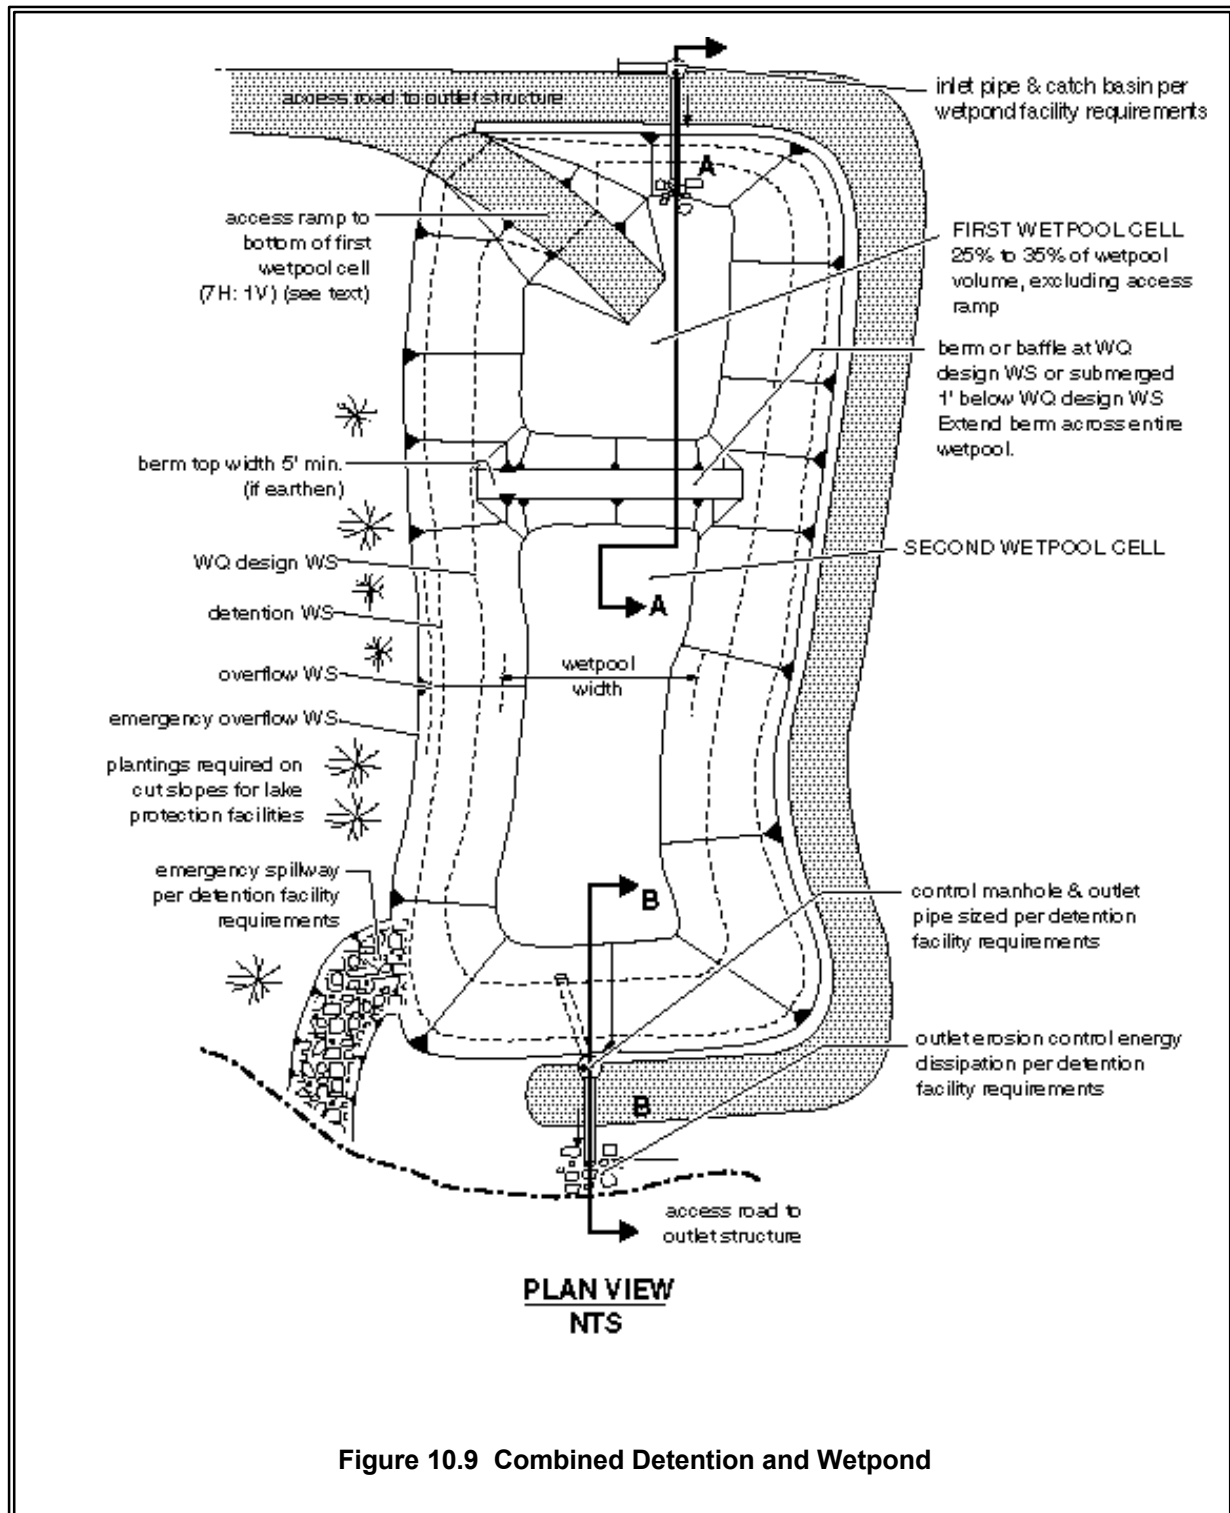 access road to outlet structure
inlet pipe & catch basin per
wetpond facility requirements
A
access ramp to
bottom of first
wetpool cell
(7H: 1V) (see text)
FIRST WETPOOL CELL
25% to 35% of wetpool
volume, excluding access
ramp
berm or baffle at WQ
design WS or submerged
1' below WQ design WS
Extend berm across entire
wetpool.
berm top width 5' min.
(if earthen)
WQ design WS
SECOND WETPOOL CELL
A
detention WS
wetpool
width
overflow WS
emergency overflow WS
plantings required on
cut slopes for lake
protection facilities
emergency spillway
per detention facility
requirements
B
control manhole & outlet
pipe sized per detention
facility requirements
outlet erosion control energy
dissipation per detention
facility requirements
B
access road to
outlet structure
PLAN VIEW
NTS
Figure 10.9 Combined Detention and Wetpond